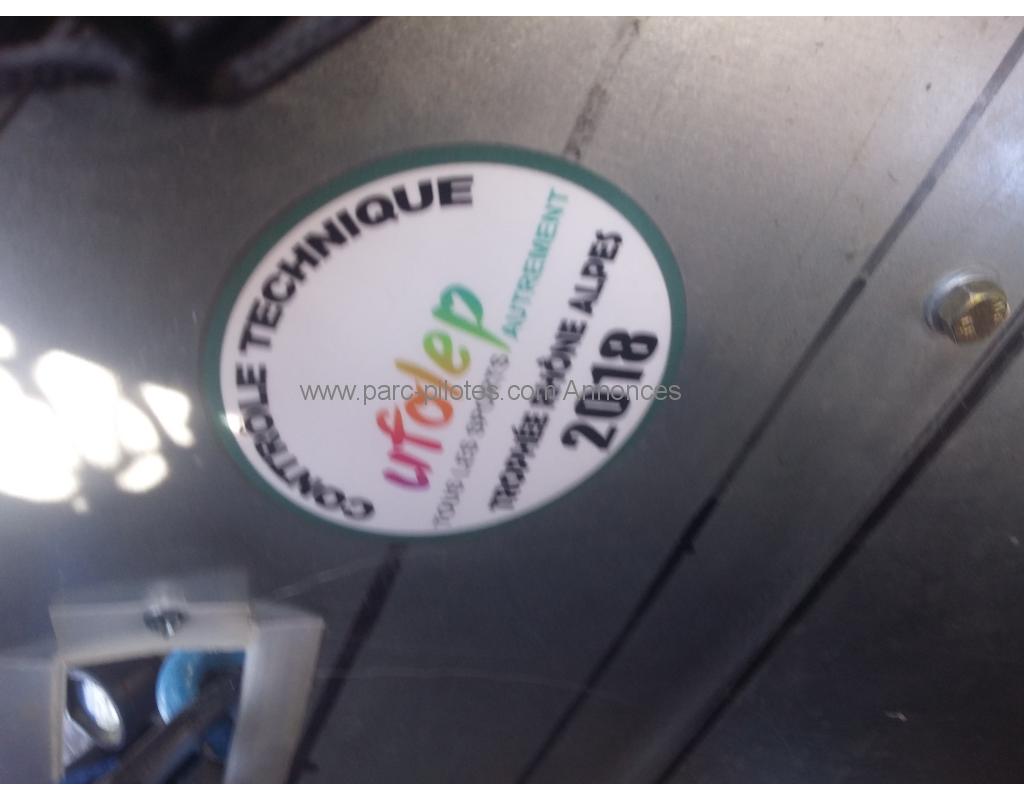 CONTRÔLE TECHNIQUE
ufolep
TOUS LES SPORTS AUTREMENT
TROPHÉE RHÔNE ALPES
2018
www.parc-pilotes.com Annonces